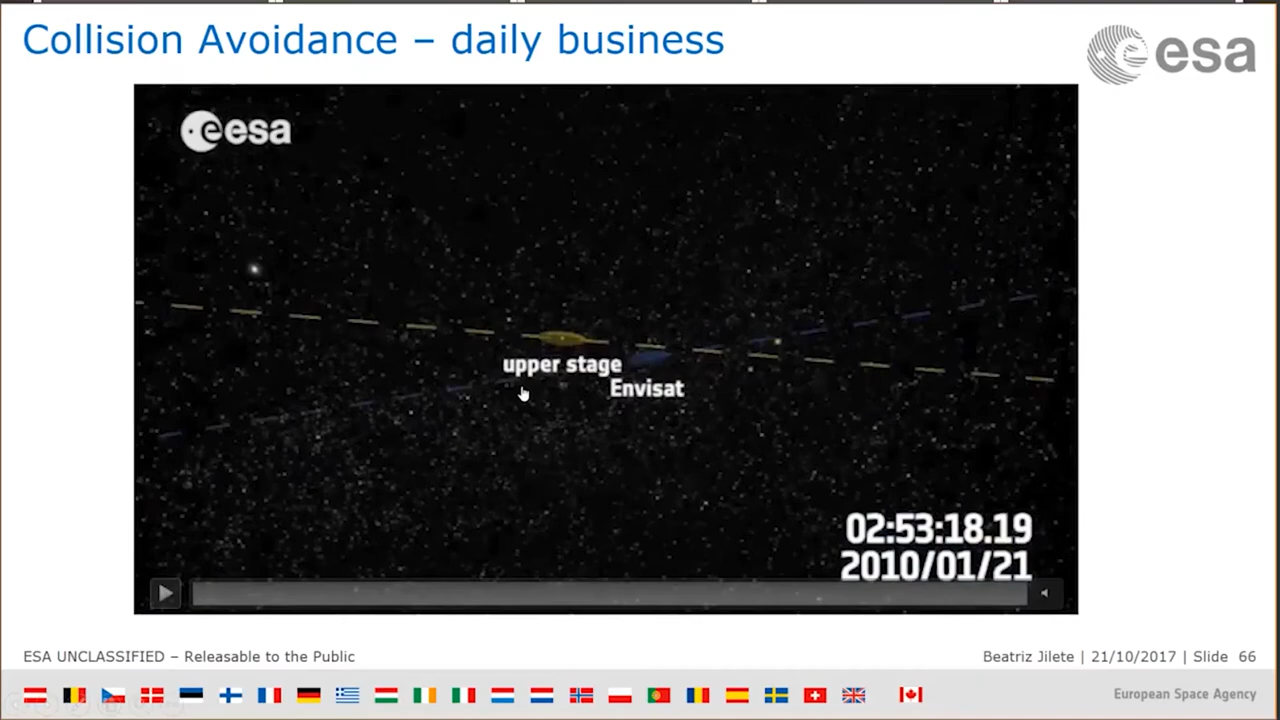 Collision Avoidance – daily business
esa
eesa
upper stage
Envisat
02:53:18.19
2010/01/21
ESA UNCLASSIFIED – Releasable to the Public
Beatriz Jilete | 21/10/2017 | Slide 66
European Space Agency